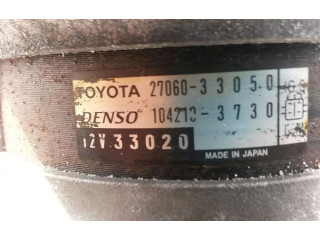 TOYOTA 27060-33050
DENSO 104210-3730
12V 33020
MADE IN JAPAN